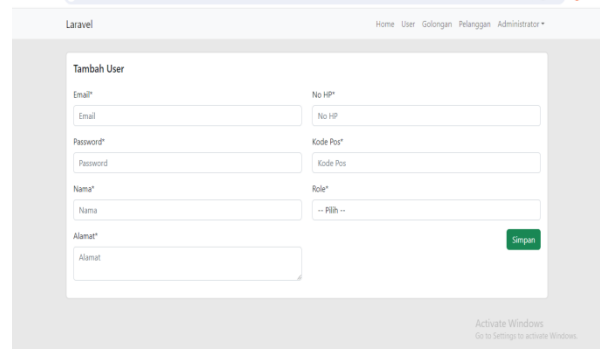 Laravel Home User Golongan Pelanggan Administrator
Tambah User
Email* No HP*
Email No HP
Password* Kode Pos*
Password Kode Pos
Nama* Role*
Nama -- Pilih --
Alamat* Simpan
Alamat
Activate Windows
Go to Settings to activate Windows.